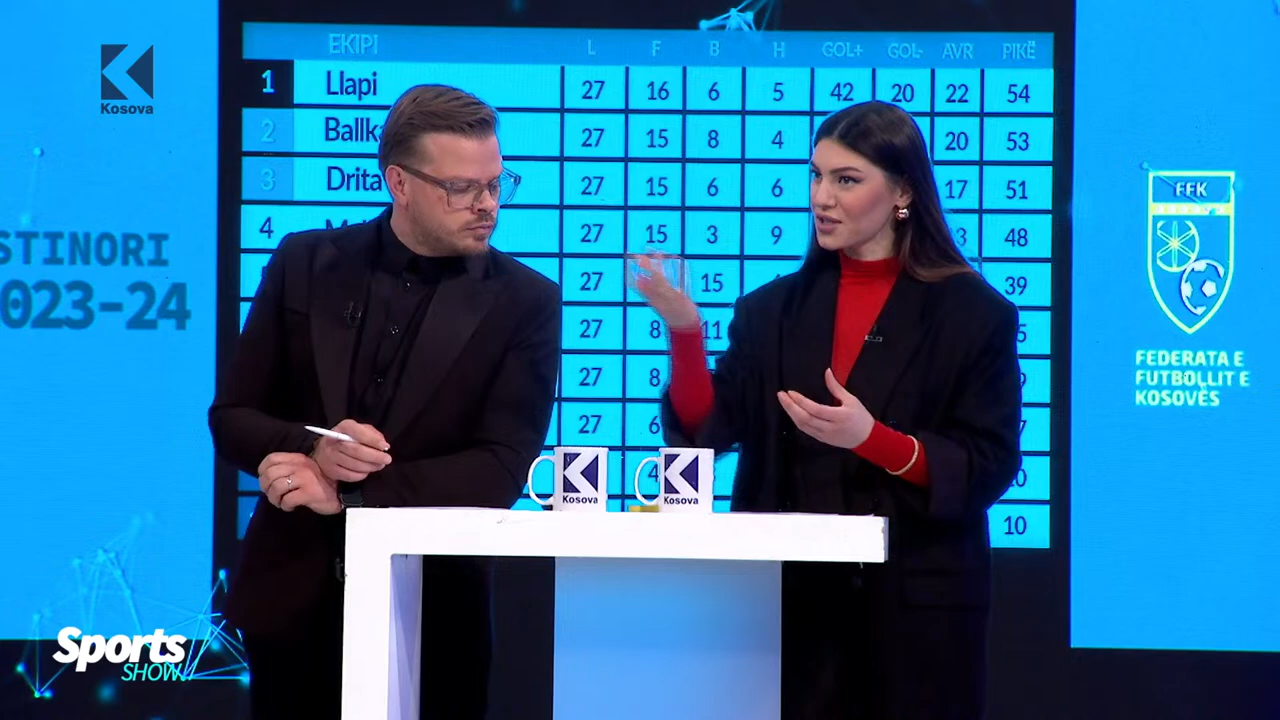 Kosova
EKIPI L F B H GOL+ GOL- AVR PIKË
1 Llapi 27 16 6 5 42 20 22 54
2 Ballka 27 15 8 4 20 53
3 Drita 27 15 6 6 17 51
4 27 15 3 9 48
27 15 39
27 8 11
27 8
27 6
4
10
STINORI
2023-24
FFK
FEDERATA E
FUTBOLLIT E
KOSOVËS
Kosova
Kosova
Sports
SHOW